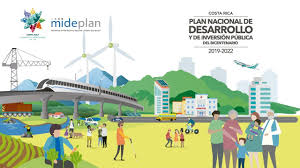 mideplan
COSTA RICA
PLAN NACIONAL DE
DESARROLLO
Y DE INVERSIÓN PÚBLICA
DEL BICENTENARIO
2019-2022